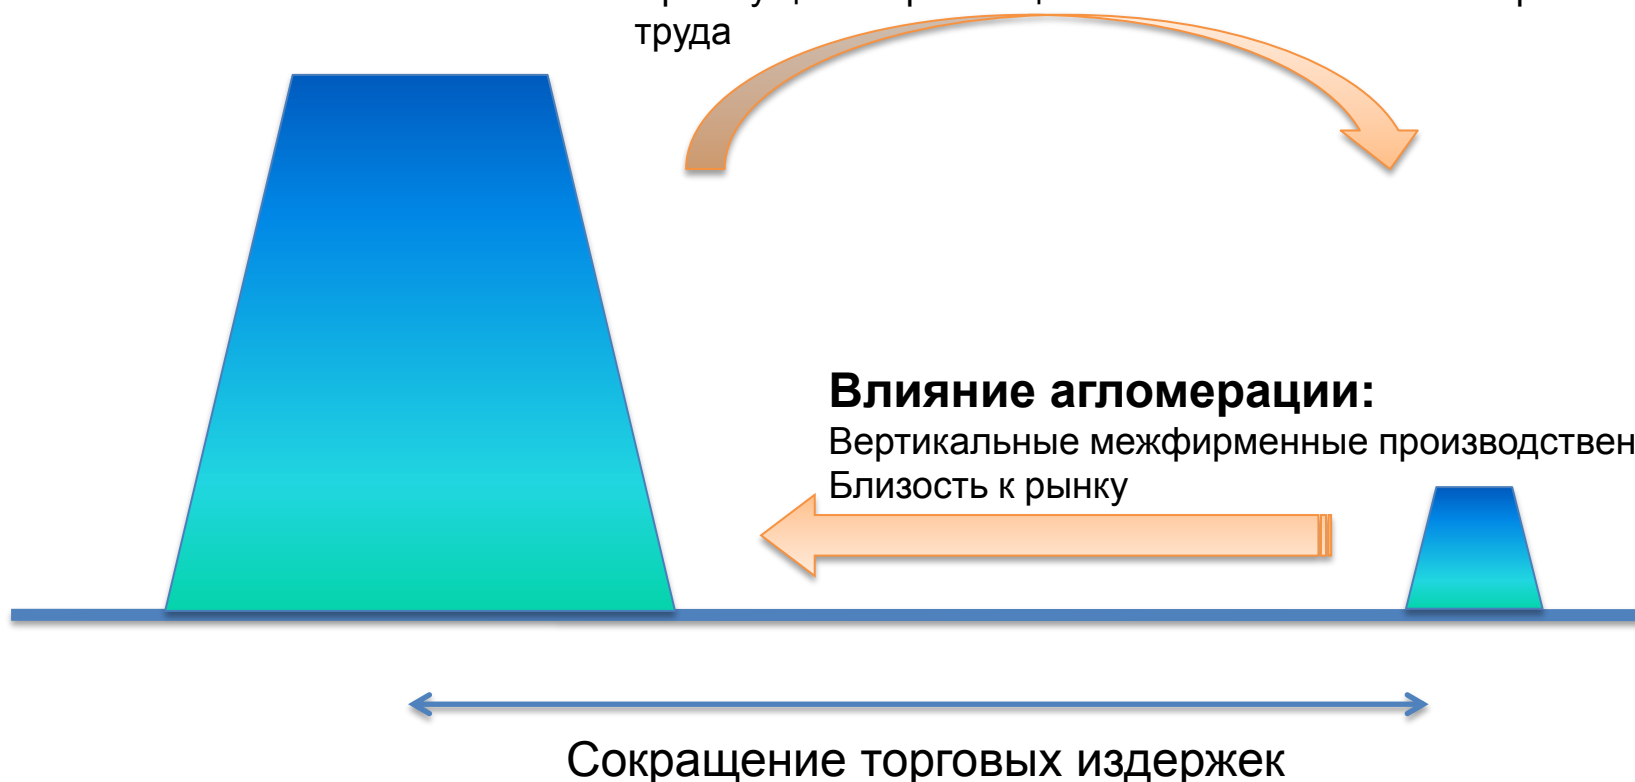 труда
Влияние агломерации:
Вертикальные межфирменные производствен
Близость к рынку
Сокращение торговых издержек